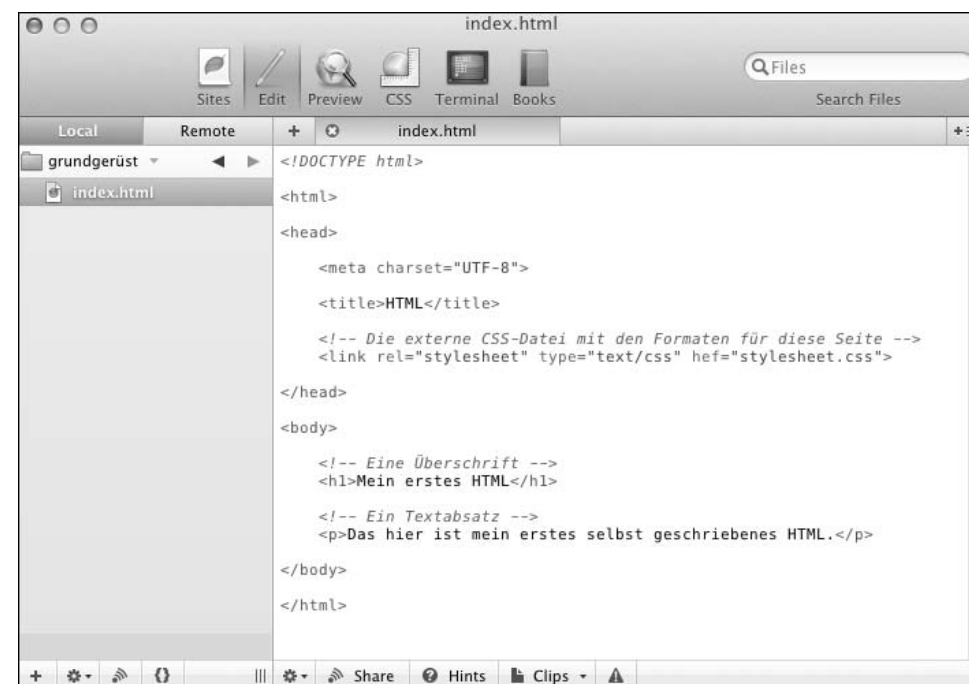 index.html
Files
Sites Edit Preview CSS Terminal Books Search Files
Local Remote index.html
grundgerüst
index.html
<!DOCTYPE html>
<html>
<head>
<meta charset="UTF-8">
<title>HTML</title>
<!-- Die externe CSS-Datei mit den Formaten für diese Seite -->
<link rel="stylesheet" type="text/css" hef="stylesheet.css">
</head>
<body>
<!-- Eine Überschrift -->
<h1>Mein erstes HTML</h1>
<!-- Ein Textabsatz -->
<p>Das hier ist mein erstes selbst geschriebenes HTML.</p>
</body>
</html>
Share Hints Clips